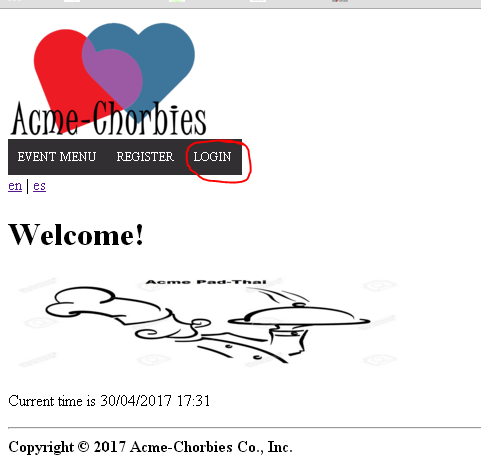 Acme-Chorbies
EVENT MENU REGISTER LOGIN
en | es
Welcome!
Acme Pad-Thai
Current time is 30/04/2017 17:31
Copyright © 2017 Acme-Chorbies Co., Inc.